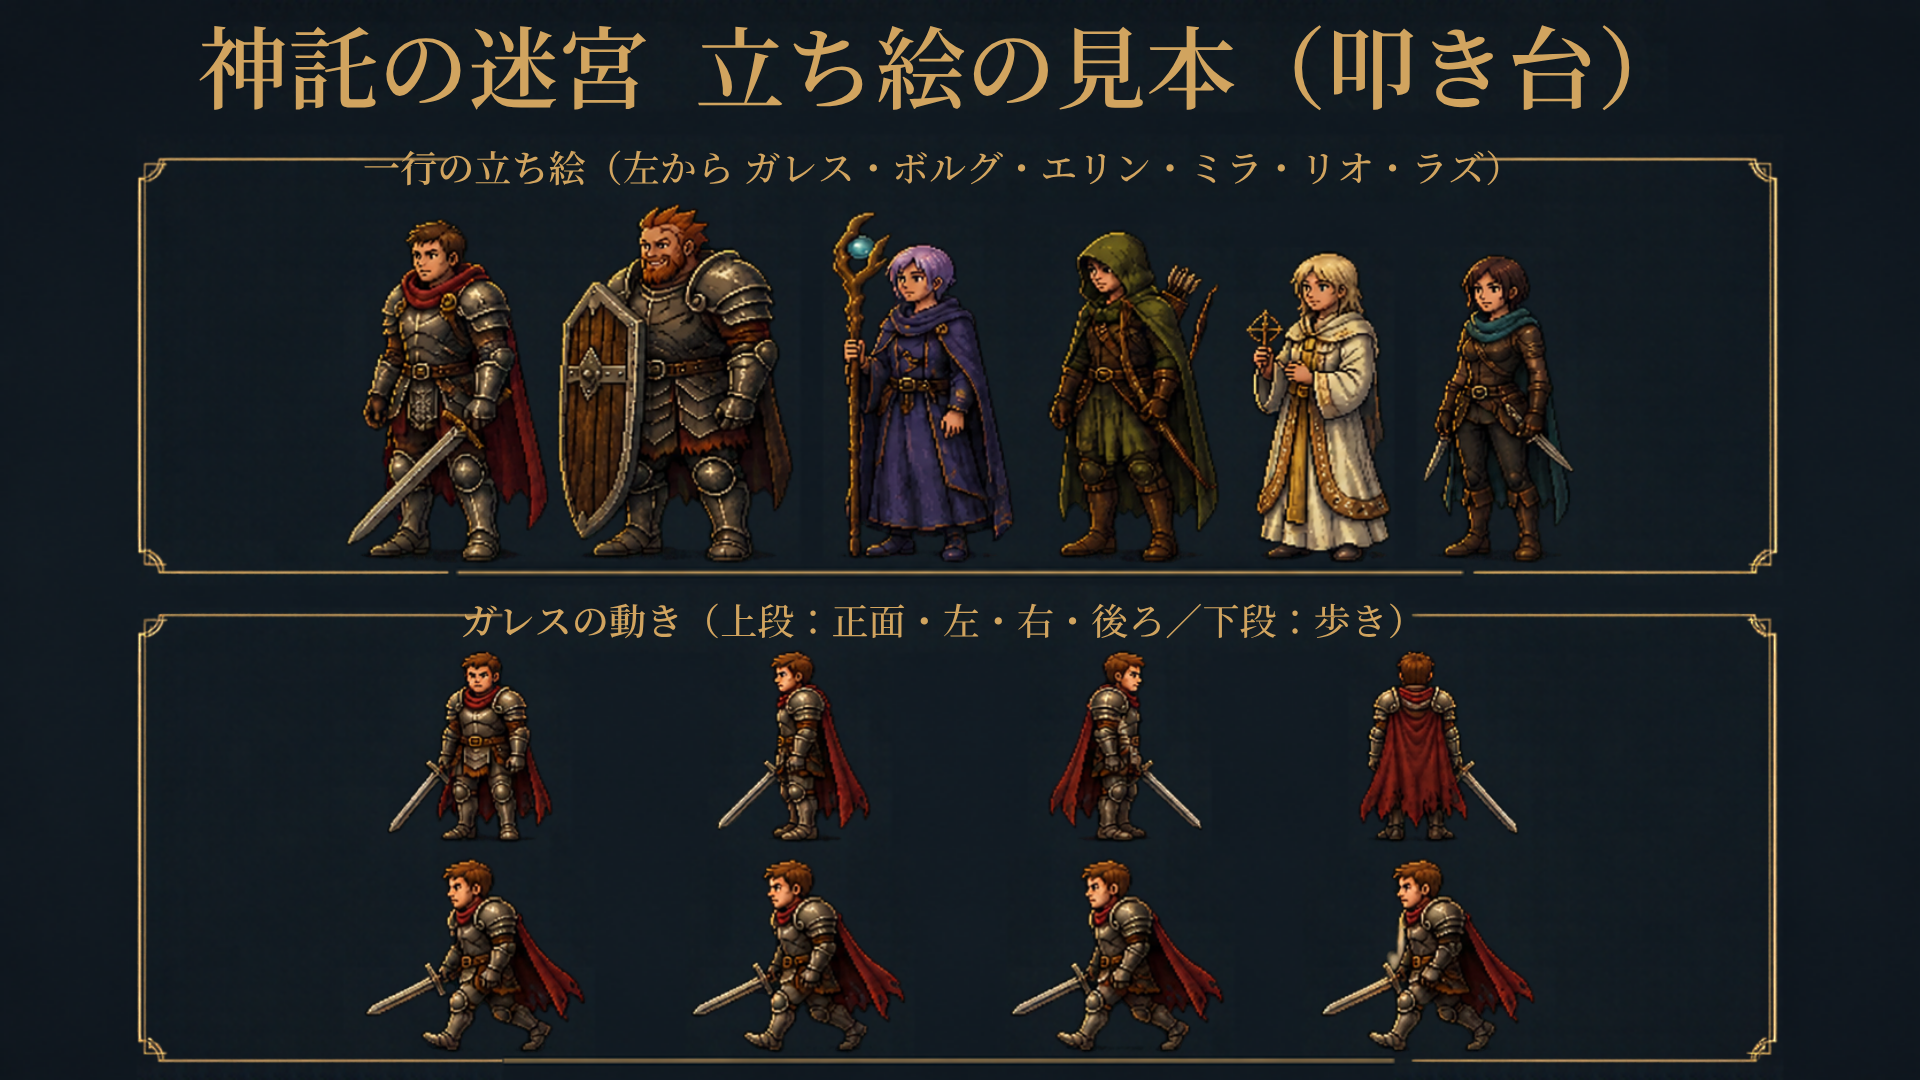 神託の迷宮 立ち絵の見本（叩き台）
一行の立ち絵（左から ガレス・ボルグ・エリン・ミラ・リオ・ラズ）
ガレスの動き（上段：正面・左・右・後ろ／下段：歩き）